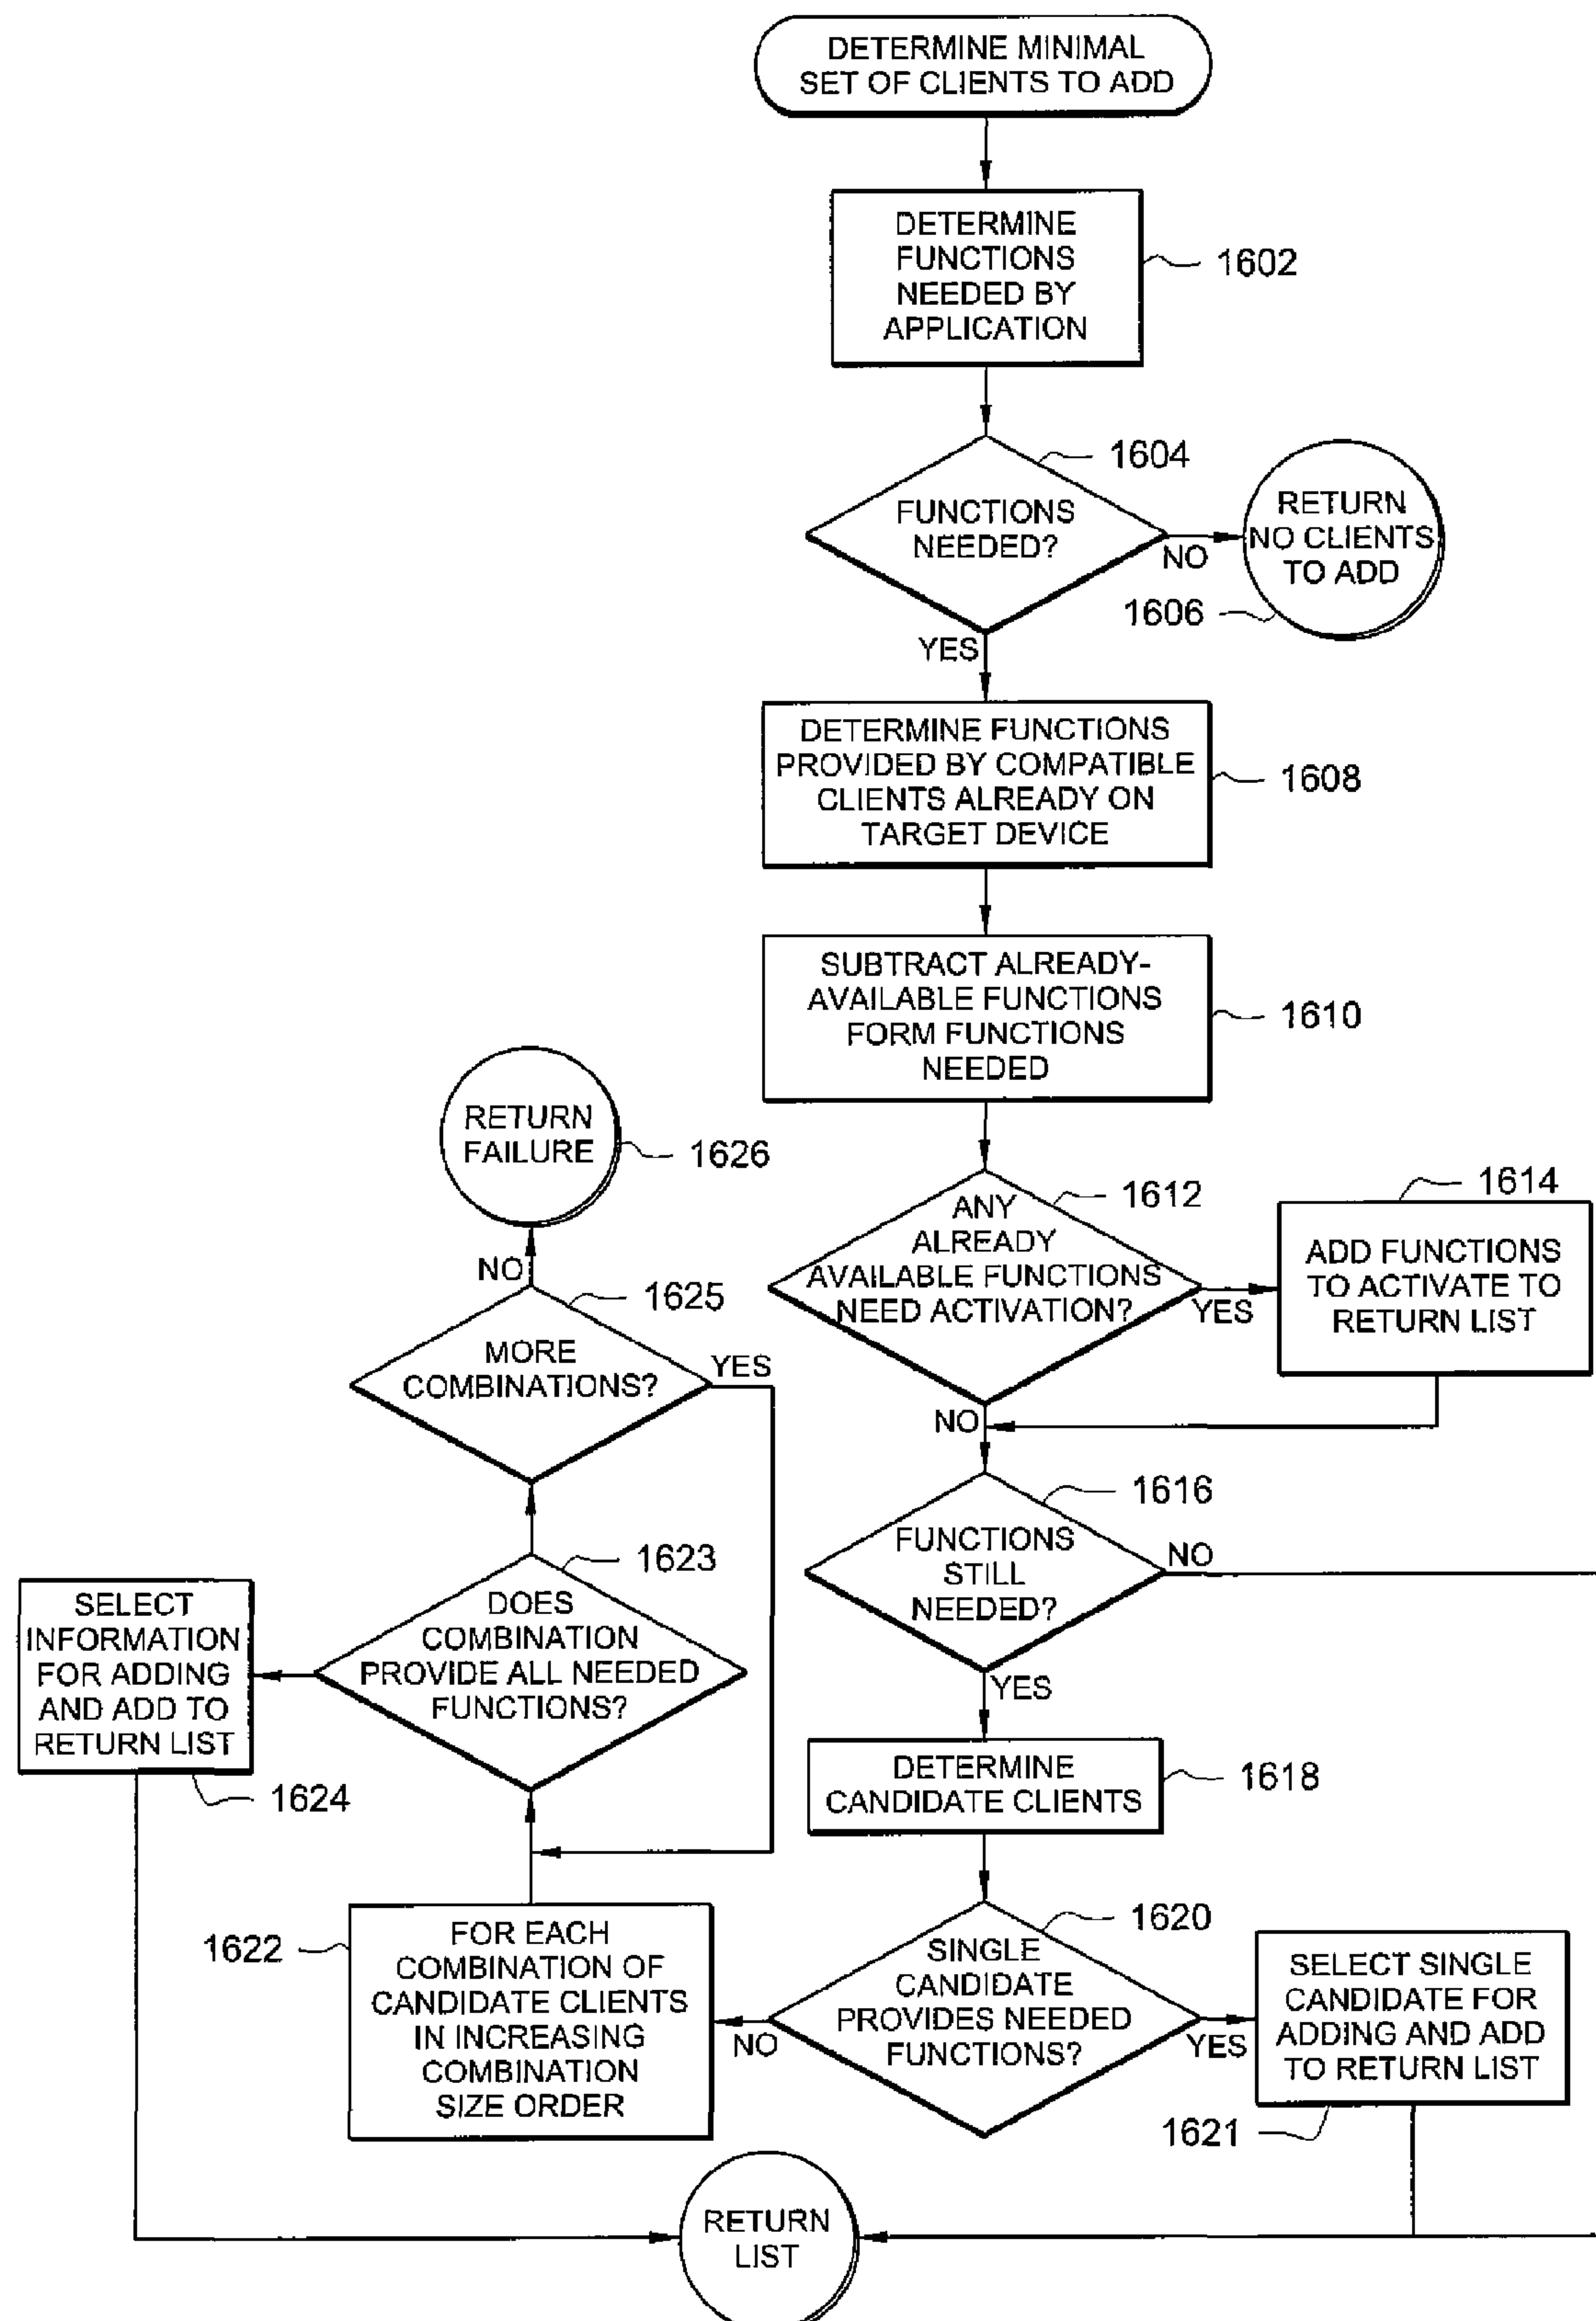 DETERMINE MINIMAL
SET OF CLIENTS TO ADD
DETERMINE
FUNCTIONS
NEEDED BY
APPLICATION
1602
1604
FUNCTIONS
NEEDED?
NO
RETURN
NO CLIENTS
TO ADD
1606
YES
DETERMINE FUNCTIONS
PROVIDED BY COMPATIBLE
CLIENTS ALREADY ON
TARGET DEVICE
1608
SUBTRACT ALREADY-
AVAILABLE FUNCTIONS
FORM FUNCTIONS
NEEDED
1610
1612
ANY
ALREADY
AVAILABLE FUNCTIONS
NEED ACTIVATION?
YES
1614
ADD FUNCTIONS
TO ACTIVATE TO
RETURN LIST
NO
1616
FUNCTIONS
STILL
NEEDED?
NO
YES
DETERMINE
CANDIDATE CLIENTS
1618
1620
SINGLE
CANDIDATE
PROVIDES NEEDED
FUNCTIONS?
YES
SELECT SINGLE
CANDIDATE FOR
ADDING AND ADD
TO RETURN LIST
1621
NO
1622
FOR EACH
COMBINATION OF
CANDIDATE CLIENTS
IN INCREASING
COMBINATION
SIZE ORDER
1623
DOES
COMBINATION
PROVIDE ALL NEEDED
FUNCTIONS?
SELECT
INFORMATION
FOR ADDING
AND ADD TO
RETURN LIST
1624
1625
MORE
COMBINATIONS?
YES
NO
RETURN
FAILURE
1626
RETURN
LIST